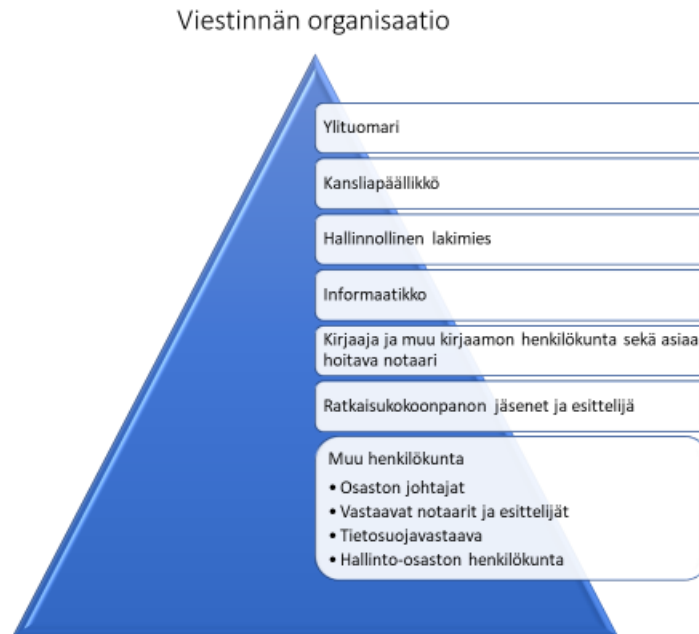 Viestinnän organisaatio
Ylituomari
Kansliapäällikkö
Hallinnollinen lakimies
Informaatikko
Kirjaaja ja muu kirjaamon henkilökunta sekä asiaa
hoitava notaari
Ratkaisukokoonpanon jäsenet ja esittelijä
Muu henkilökunta
• Osaston johtajat
• Vastaavat notaarit ja esittelijät
• Tietosuojavastaava
• Hallinto-osaston henkilökunta